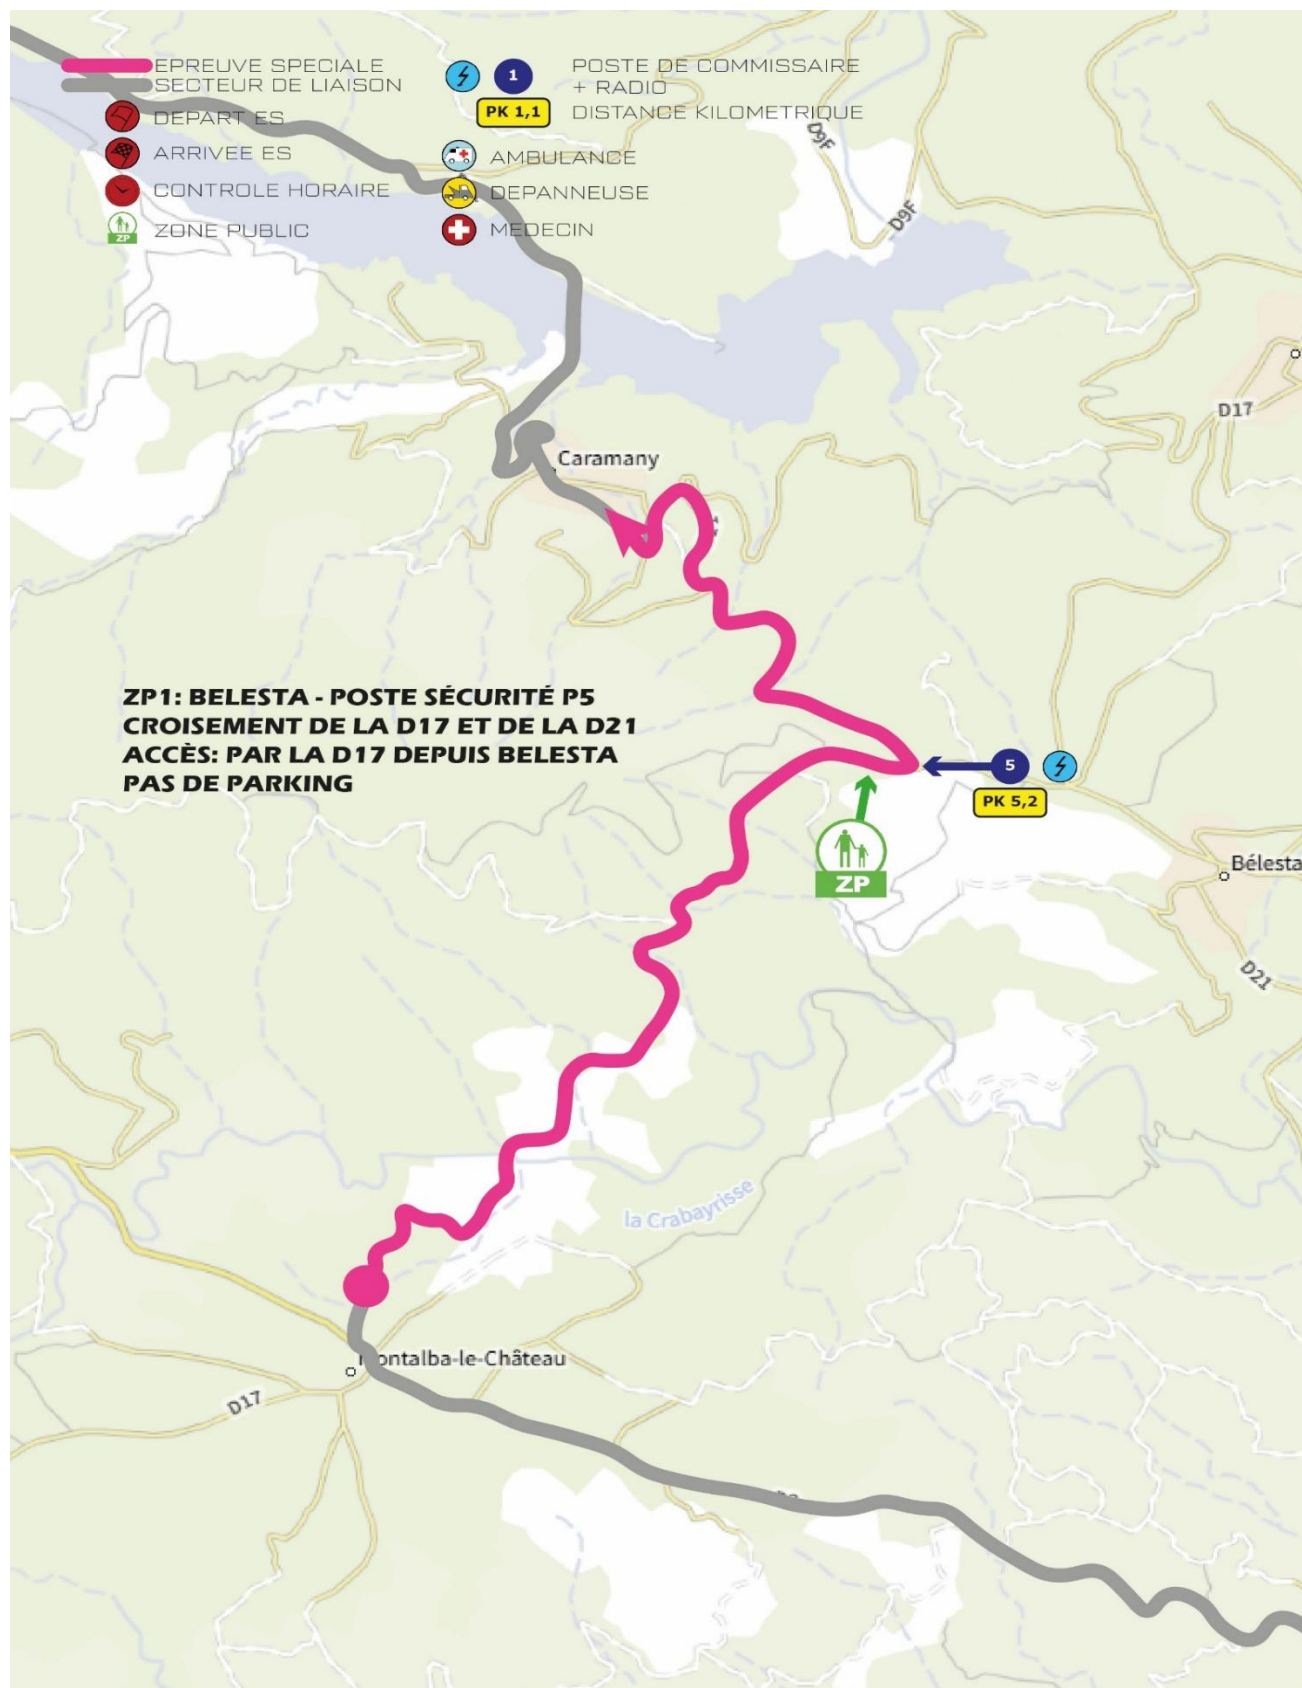 EPREUVE SPECIALE
SECTEUR DE LIAISON
DEPART ES
ARRIVEE ES
CONTROLE HORAIRE
ZP
ZONE PUBLIC
1
POSTE DE COMMISSAIRE
+ RADIO
PK 1,1
DISTANCE KILOMETRIQUE
AMBULANCE
DEPANNEUSE
MEDECIN
D9F
D9F
D17
Caramany
ZP1: BELESTA - POSTE SÉCURITÉ P5
CROISEMENT DE LA D17 ET DE LA D21
ACCÈS: PAR LA D17 DEPUIS BELESTA
PAS DE PARKING
5
PK 5,2
ZP
Bélesta
D21
la Crabayrisse
Montalba-le-Château
D17